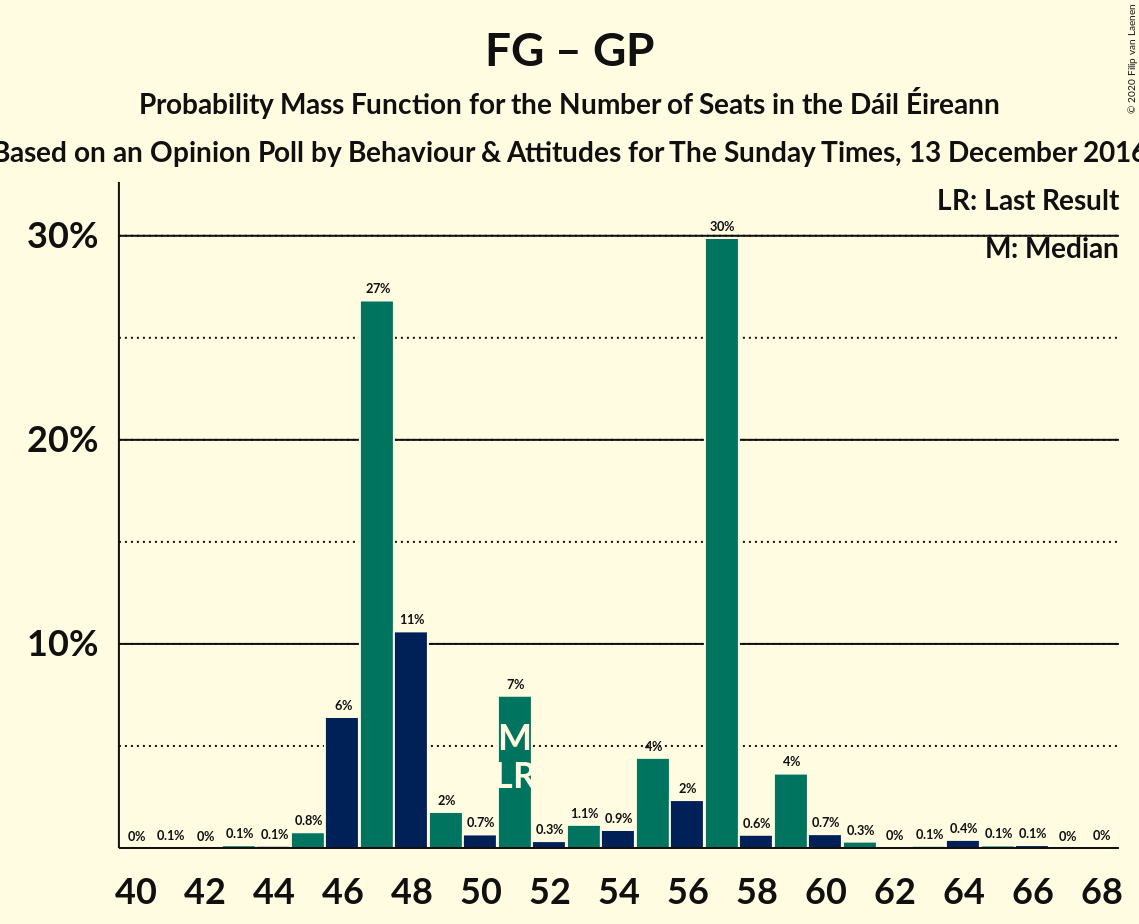 FG – GP
Probability Mass Function for the Number of Seats in the Dáil Éireann
Based on an Opinion Poll by Behaviour & Attitudes for The Sunday Times, 13 December 2016
© 2020 Filip van Laenen
LR: Last Result
M: Median
30%
20%
10%
0% 0.1% 0% 0.1% 0.1% 0.8% 6% 27% 11% 2% 0.7% 7% 0.3% 1.1% 0.9% 4% 2% 30% 0.6% 4% 0.7% 0.3% 0% 0.1% 0.4% 0.1% 0.1% 0% 0%
M
LR
40 42 44 46 48 50 52 54 56 58 60 62 64 66 68